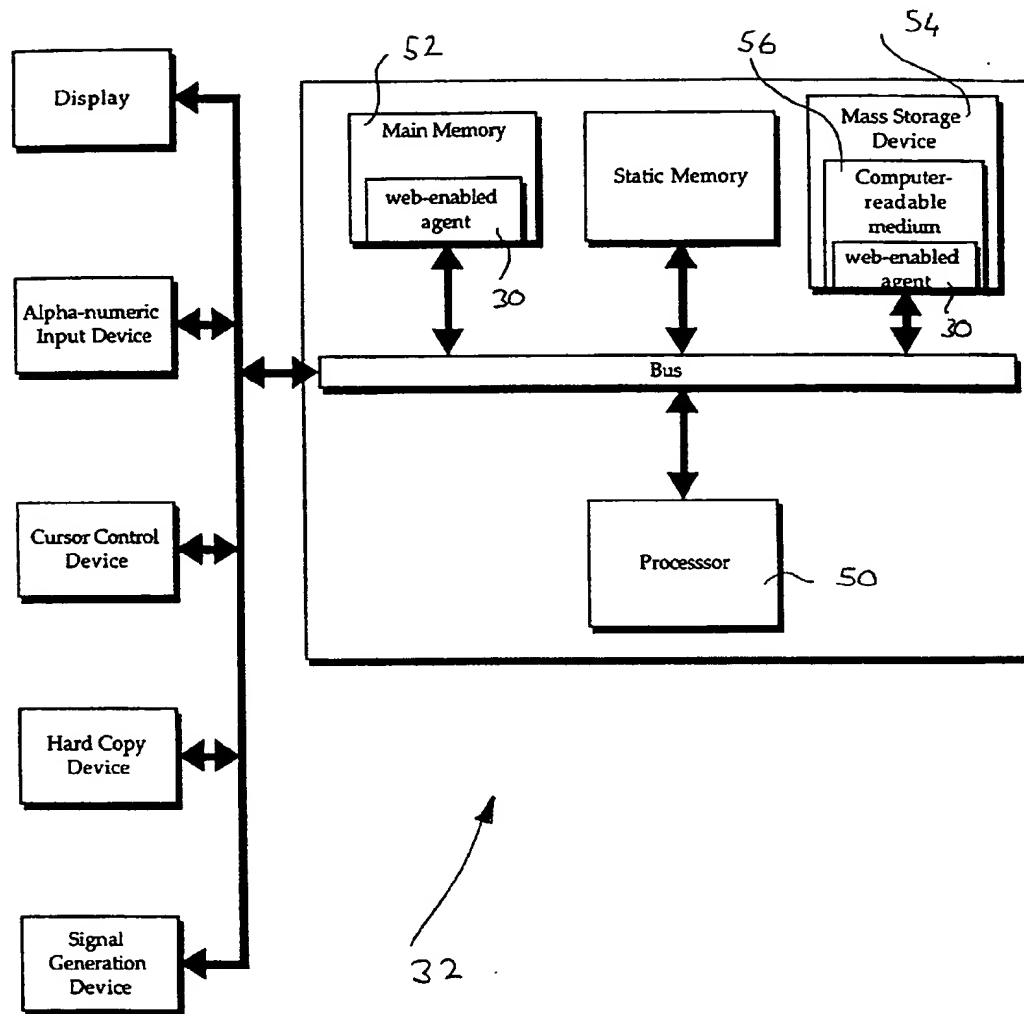 54
52
56
Display
Main Memory
web-enabled
agent
30
Static Memory
Mass Storage
Device
Computer-
readable
medium
web-enabled
agent
30
Alpha-numeric
Input Device
Bus
Cursor Control
Device
Processsor
50
Hard Copy
Device
32
Signal
Generation
Device